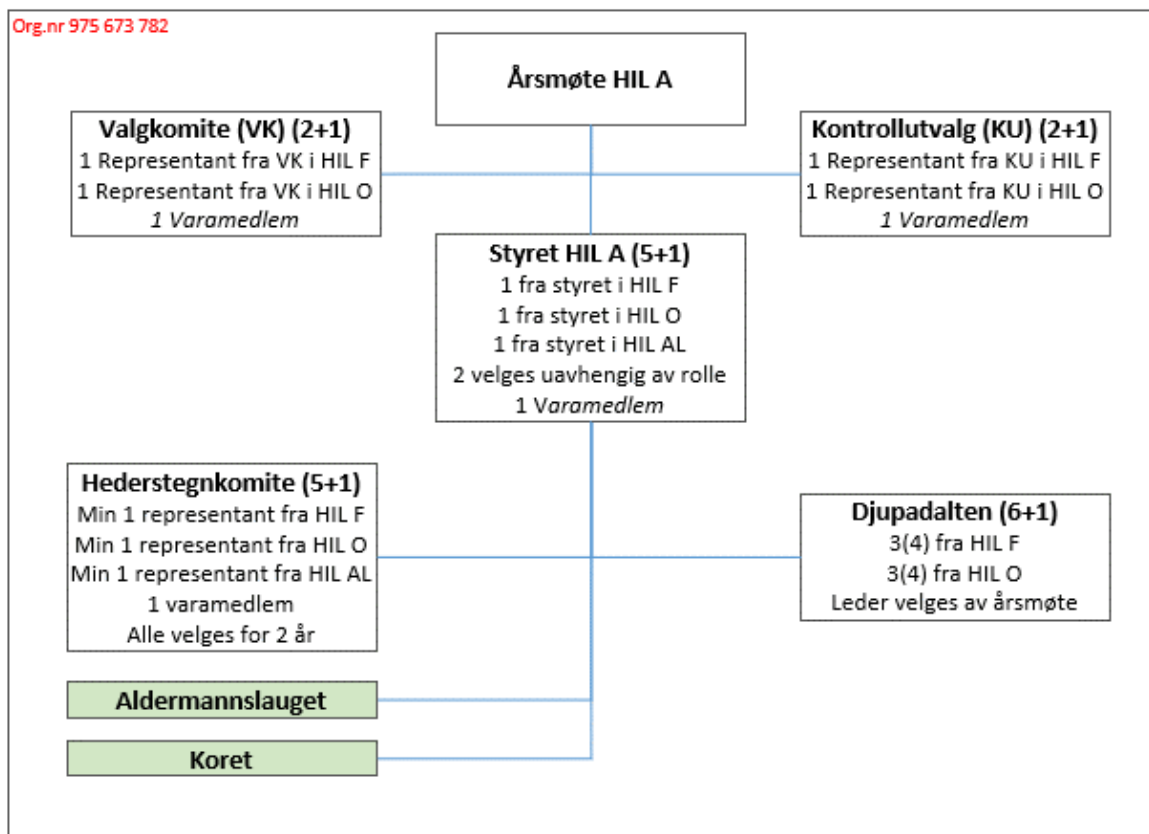 Org.nr 975 673 782
Årsmøte HIL A
Valgkomite (VK) (2+1)
1 Representant fra VK i HIL F
1 Representant fra VK i HIL O
1 Varamedlem
Kontrollutvalg (KU) (2+1)
1 Representant fra KU i HIL F
1 Representant fra KU i HIL O
1 Varamedlem
Styret HIL A (5+1)
1 fra styret i HIL F
1 fra styret i HIL O
1 fra styret i HIL AL
2 velges uavhengig av rolle
1 Varamedlem
Hederstegnkomite (5+1)
Min 1 representant fra HIL F
Min 1 representant fra HIL O
Min 1 representant fra HIL AL
1 varamedlem
Alle velges for 2 år
Djupadalten (6+1)
3(4) fra HIL F
3(4) fra HIL O
Leder velges av årsmøte
Aldermannslauget
Koret